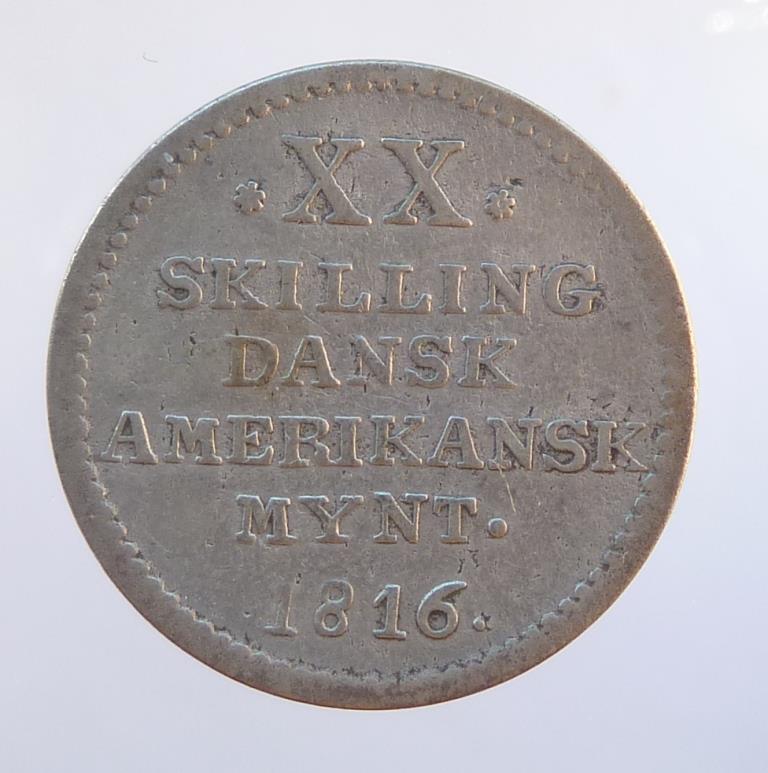 * XX *
SKILLING
DANSK
AMERIKANSK
MYNT.
.1816.